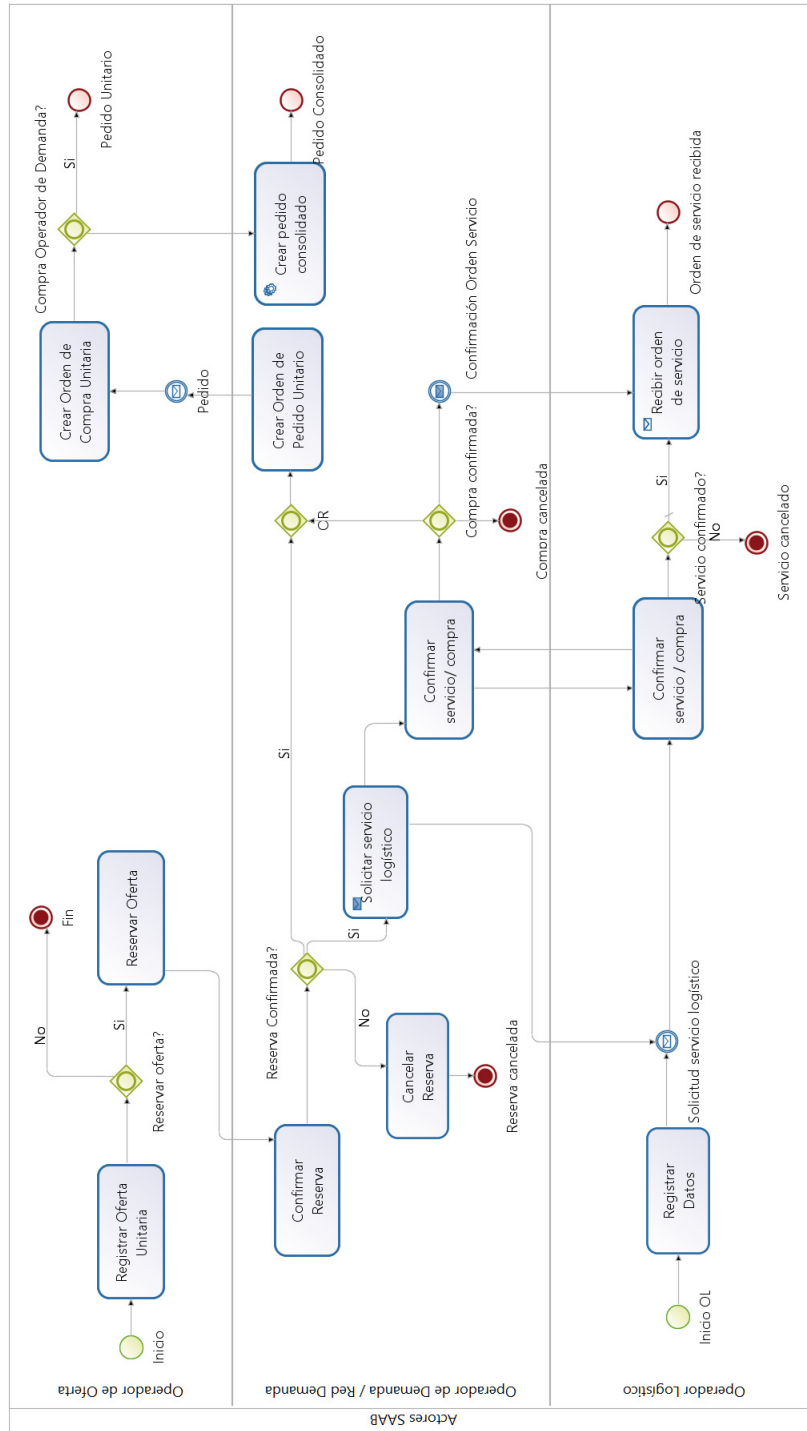 Actores SAAB
Operador de Oferta
Inicio
Registrar Oferta
Unitaria
Reservar oferta?
No
Si
Fin
Reservar Oferta
Crear Orden de
Compra Unitaria
Pedido
Compra Operador de Demanda?
Si
Pedido Unitario
Operador de Demanda / Red Demanda
Confirmar
Reserva
Reserva Confirmada?
Si
Si
No
Cancelar
Reserva
Reserva cancelada
Solicitar servicio
logístico
Confirmar
servicio/ compra
OR
Compra confirmada?
Compra cancelada
Crear Orden de
Pedido Unitario
Confirmación Orden Servicio
Crear pedido
consolidado
Pedido Consolidado
Operador Logístico
Inicio OL
Registrar
Datos
Solicitud servicio logístico
Confirmar
servicio / compra
Servicio confirmado?
Si
No
Servicio cancelado
Recibir orden
de servicio
Orden de servicio recibida